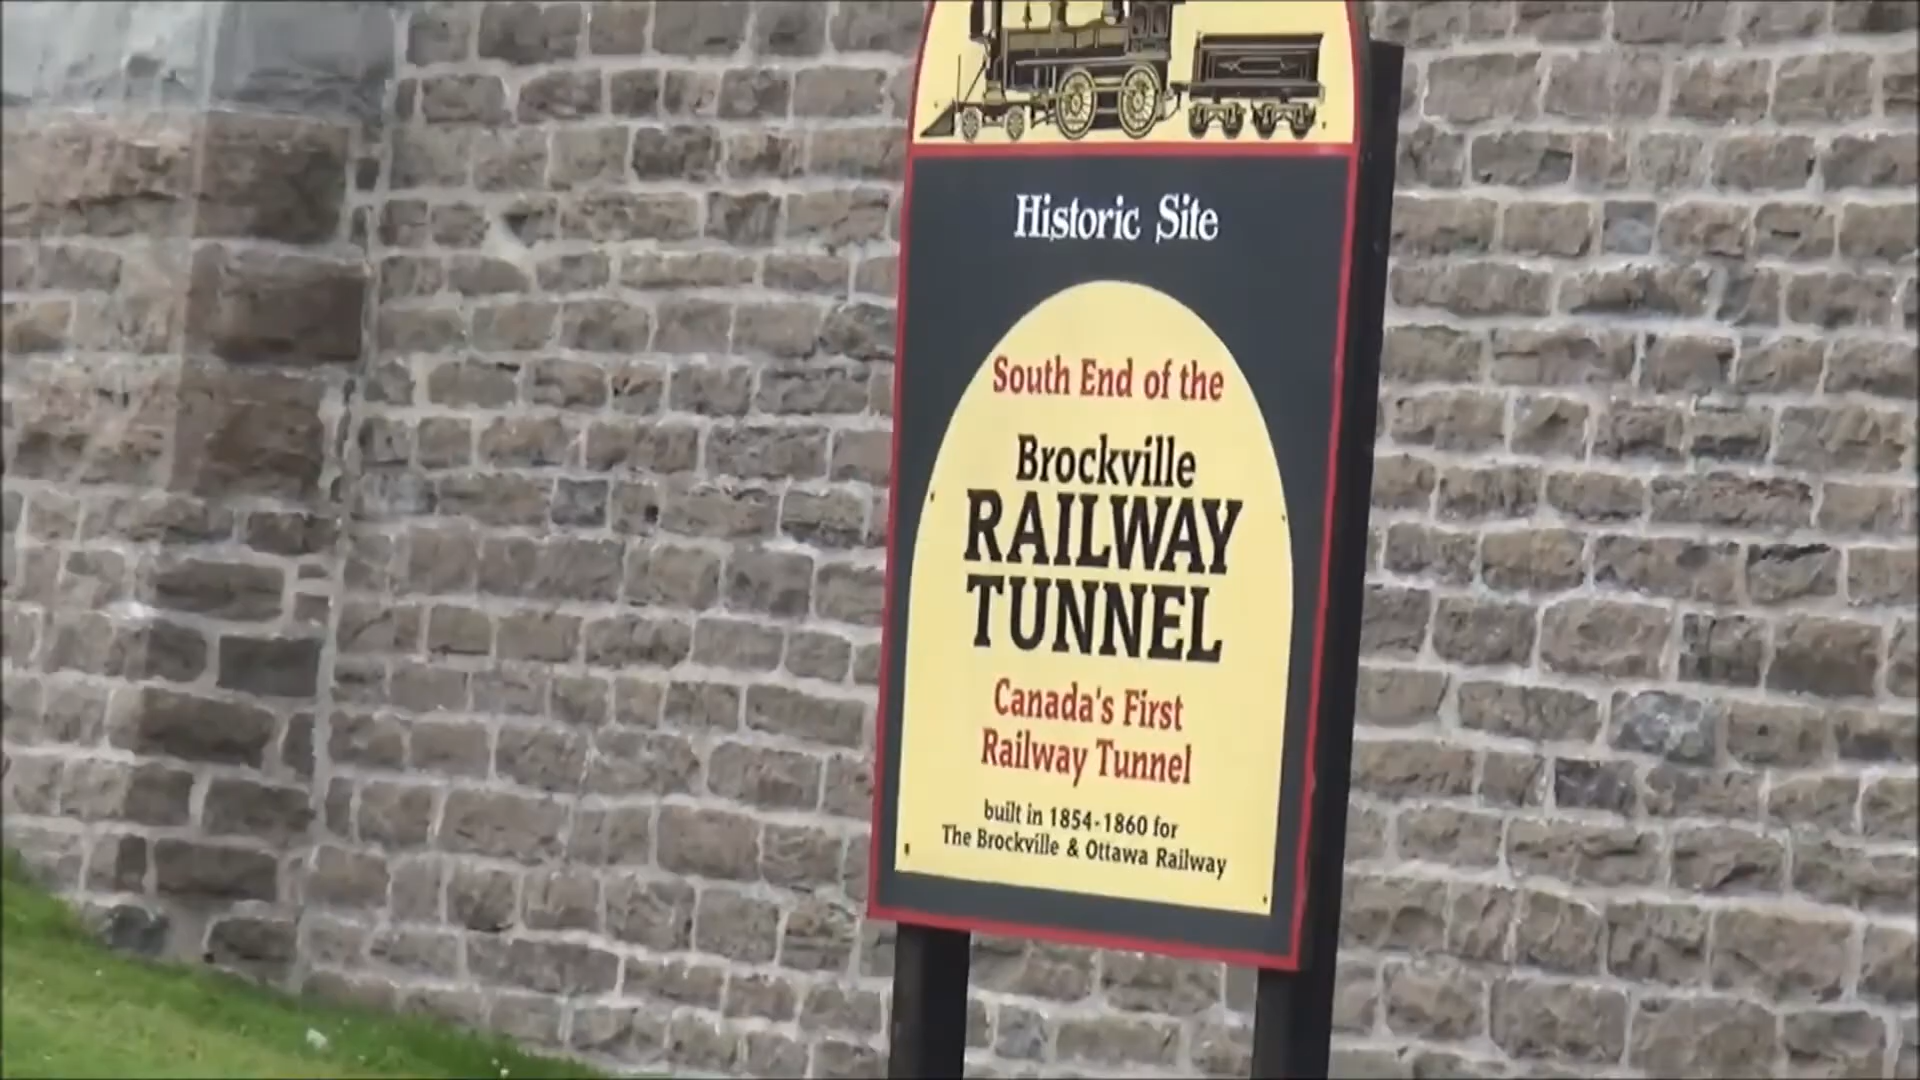 Historic Site
South End of the
Brockville
RAILWAY
TUNNEL
Canada's First
Railway Tunnel
built in 1854-1860 for
The Brockville & Ottawa Railway